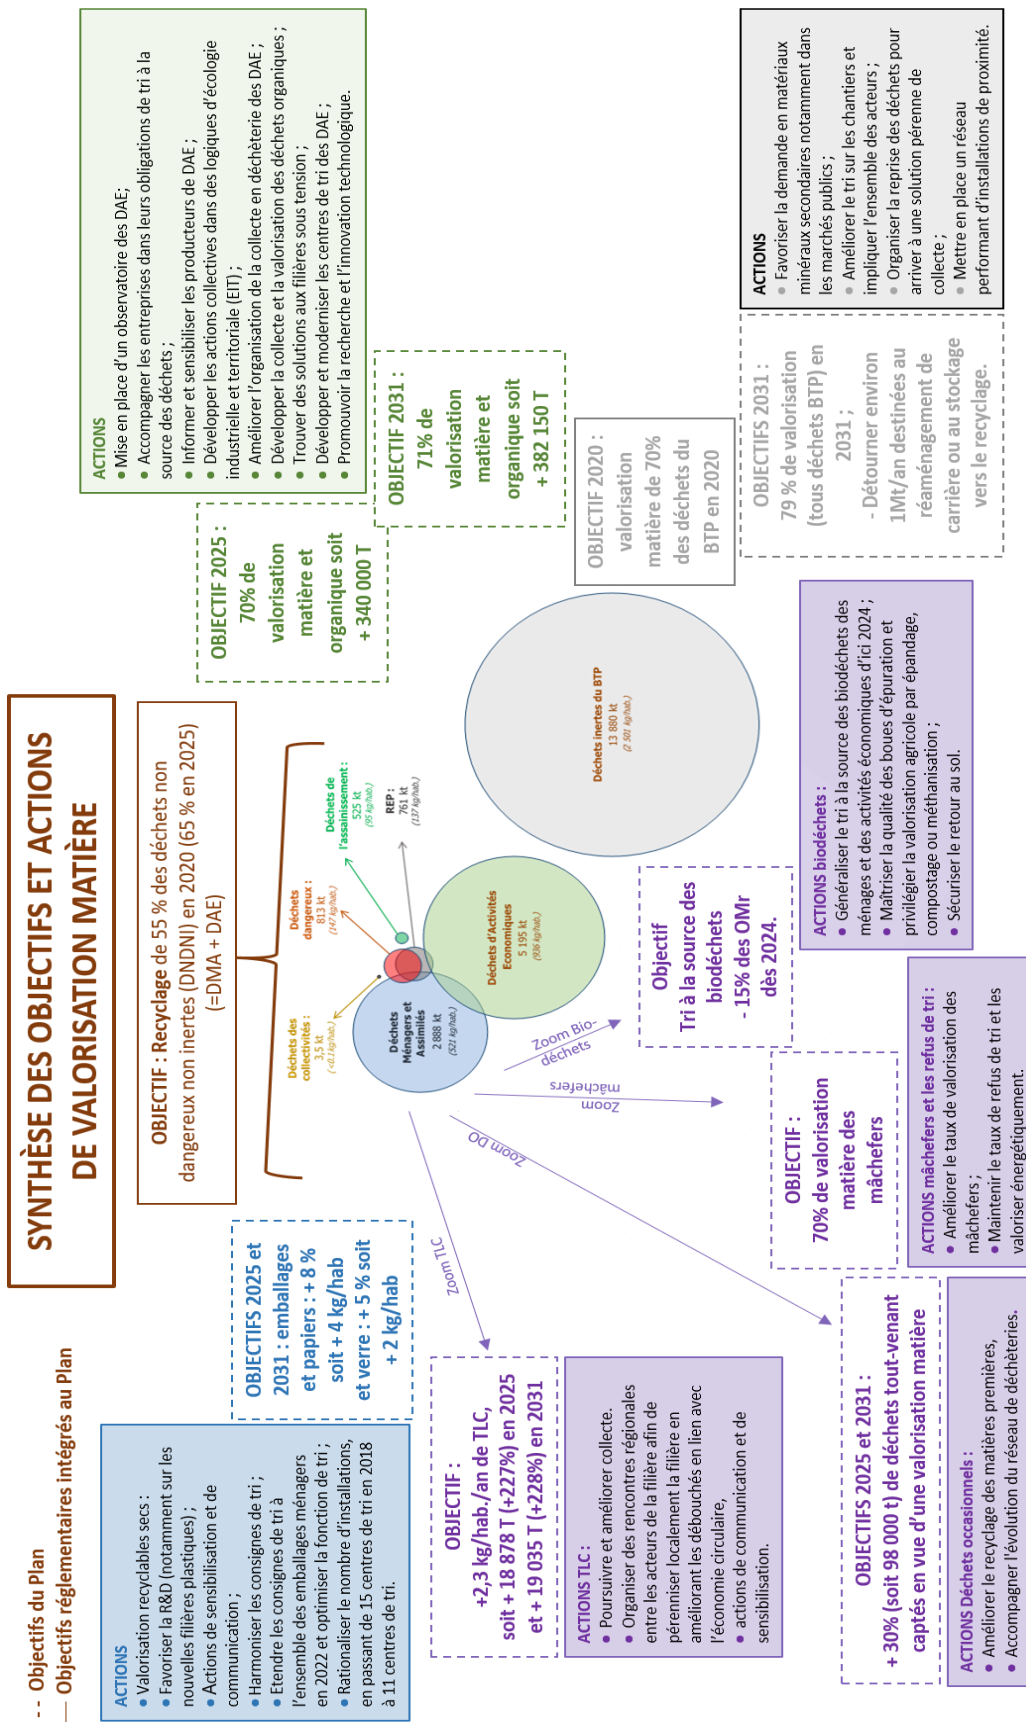 SYNTHÈSE DES OBJECTIFS ET ACTIONS
DE VALORISATION MATIÈRE
-- Objectifs du Plan
— Objectifs réglementaires intégrés au Plan
OBJECTIF : Recyclage de 55 % des déchets non
dangereux non inertes (DNDNI) en 2020 (65 % en 2025)
(=DMA + DAE)
ACTIONS
• Valorisation recyclables secs :
• Favoriser la R&D (notamment sur les
nouvelles filières plastiques) ;
• Actions de sensibilisation et de
communication ;
• Harmoniser les consignes de tri ;
• Etendre les consignes de tri à
l'ensemble des emballages ménagers
en 2022 et optimiser la fonction de tri ;
• Rationaliser le nombre d'installations,
en passant de 15 centres de tri en 2018
à 11 centres de tri.
OBJECTIFS 2025 et
2031 : emballages
et papiers : + 8 %
soit + 4 kg/hab
et verre : + 5 % soit
+ 2 kg/hab
Déchets des
collectivités :
3,5 kt
(<0.1 kg/hab.)
Déchets
dangereux :
813 kt
(147 kg/hab.)
Déchets de
l'assainissement :
525 kt
(95 kg/hab.)
REP :
761 kt
(137 kg/hab.)
Déchets
Ménagers et
Assimilés
2 888 kt
(521 kg/hab.)
Déchets d'Activités
Economiques
5 195 kt
(936 kg/hab.)
Déchets inertes du BTP
13 880 kt
(2 501 kg/hab.)
OBJECTIF 2025 :
70% de
valorisation
matière et
organique soit
+ 340 000 T
ACTIONS
• Mise en place d'un observatoire des DAE;
• Accompagner les entreprises dans leurs obligations de tri à la
source des déchets ;
• Informer et sensibiliser les producteurs de DAE ;
• Développer les actions collectives dans des logiques d'écologie
industrielle et territoriale (EIT) ;
• Améliorer l'organisation de la collecte en déchèterie des DAE ;
• Développer la collecte et la valorisation des déchets organiques ;
• Trouver des solutions aux filières sous tension ;
• Développer et moderniser les centres de tri des DAE ;
• Promouvoir la recherche et l'innovation technologique.
OBJECTIF 2031 :
71% de
valorisation
matière et
organique soit
+ 382 150 T
Zoom TLC
Zoom DO
Zoom
mâchefers
Zoom Bio-
déchets
OBJECTIF :
+2,3 kg/hab./an de TLC,
soit + 18 878 T (+227%) en 2025
et + 19 035 T (+228%) en 2031
ACTIONS TLC :
• Poursuivre et améliorer collecte.
• Organiser des rencontres régionales
entre les acteurs de la filière afin de
pérenniser localement la filière en
améliorant les débouchés en lien avec
l'économie circulaire,
• actions de communication et de
sensibilisation.
OBJECTIFS 2025 et 2031 :
+ 30% (soit 98 000 t) de déchets tout-venant
captés en vue d'une valorisation matière
ACTIONS Déchets occasionnels :
• Améliorer le recyclage des matières premières,
• Accompagner l'évolution du réseau de déchèteries.
OBJECTIF :
70% de valorisation
matière des
mâchefers
ACTIONS mâchefers et les refus de tri :
• Améliorer le taux de valorisation des
mâchefers ;
• Maintenir le taux de refus de tri et les
valoriser énergétiquement.
Objectif
Tri à la source des
biodéchets
- 15% des OMr
dès 2024.
ACTIONS biodéchets :
• Généraliser le tri à la source des biodéchets des
ménages et des activités économiques d'ici 2024 ;
• Maîtriser la qualité des boues d'épuration et
privilégier la valorisation agricole par épandage,
compostage ou méthanisation ;
• Sécuriser le retour au sol.
OBJECTIF 2020 :
valorisation
matière de 70%
des déchets du
BTP en 2020
OBJECTIFS 2031 :
79 % de valorisation
(tous déchets BTP) en
2031 ;
- Détourner environ
1Mt/an destinées au
réaménagement de
carrière ou au stockage
vers le recyclage.
ACTIONS
• Favoriser la demande en matériaux
minéraux secondaires notamment dans
les marchés publics ;
• Améliorer le tri sur les chantiers et
impliquer l'ensemble des acteurs ;
• Organiser la reprise des déchets pour
arriver à une solution pérenne de
collecte ;
• Mettre en place un réseau
performant d'installations de proximité.